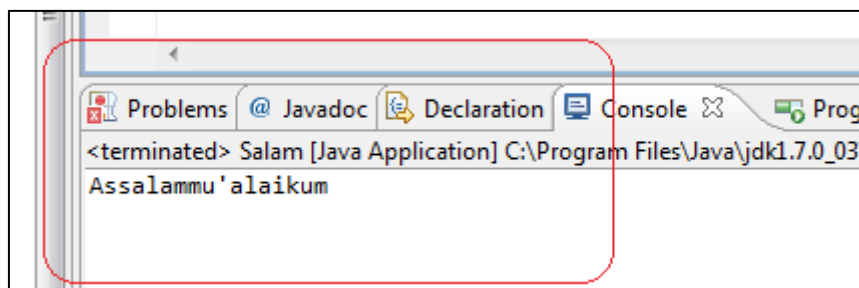 Problems @ Javadoc Declaration Console Prog
<terminated> Salam [Java Application] C:\Program Files\Java\jdk1.7.0_03
Assalammu'alaikum